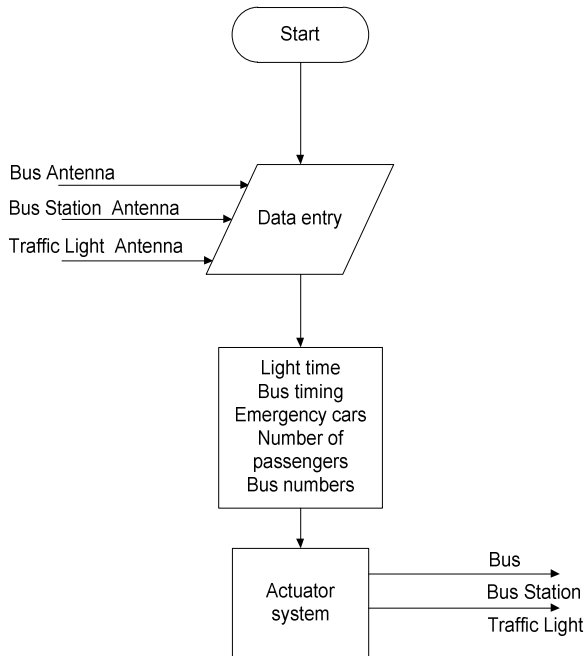 Start
Bus Antenna
Bus Station Antenna
Traffic Light Antenna
Data entry
Light time
Bus timing
Emergency cars
Number of
passengers
Bus numbers
Actuator
system
Bus
Bus Station
Traffic Light